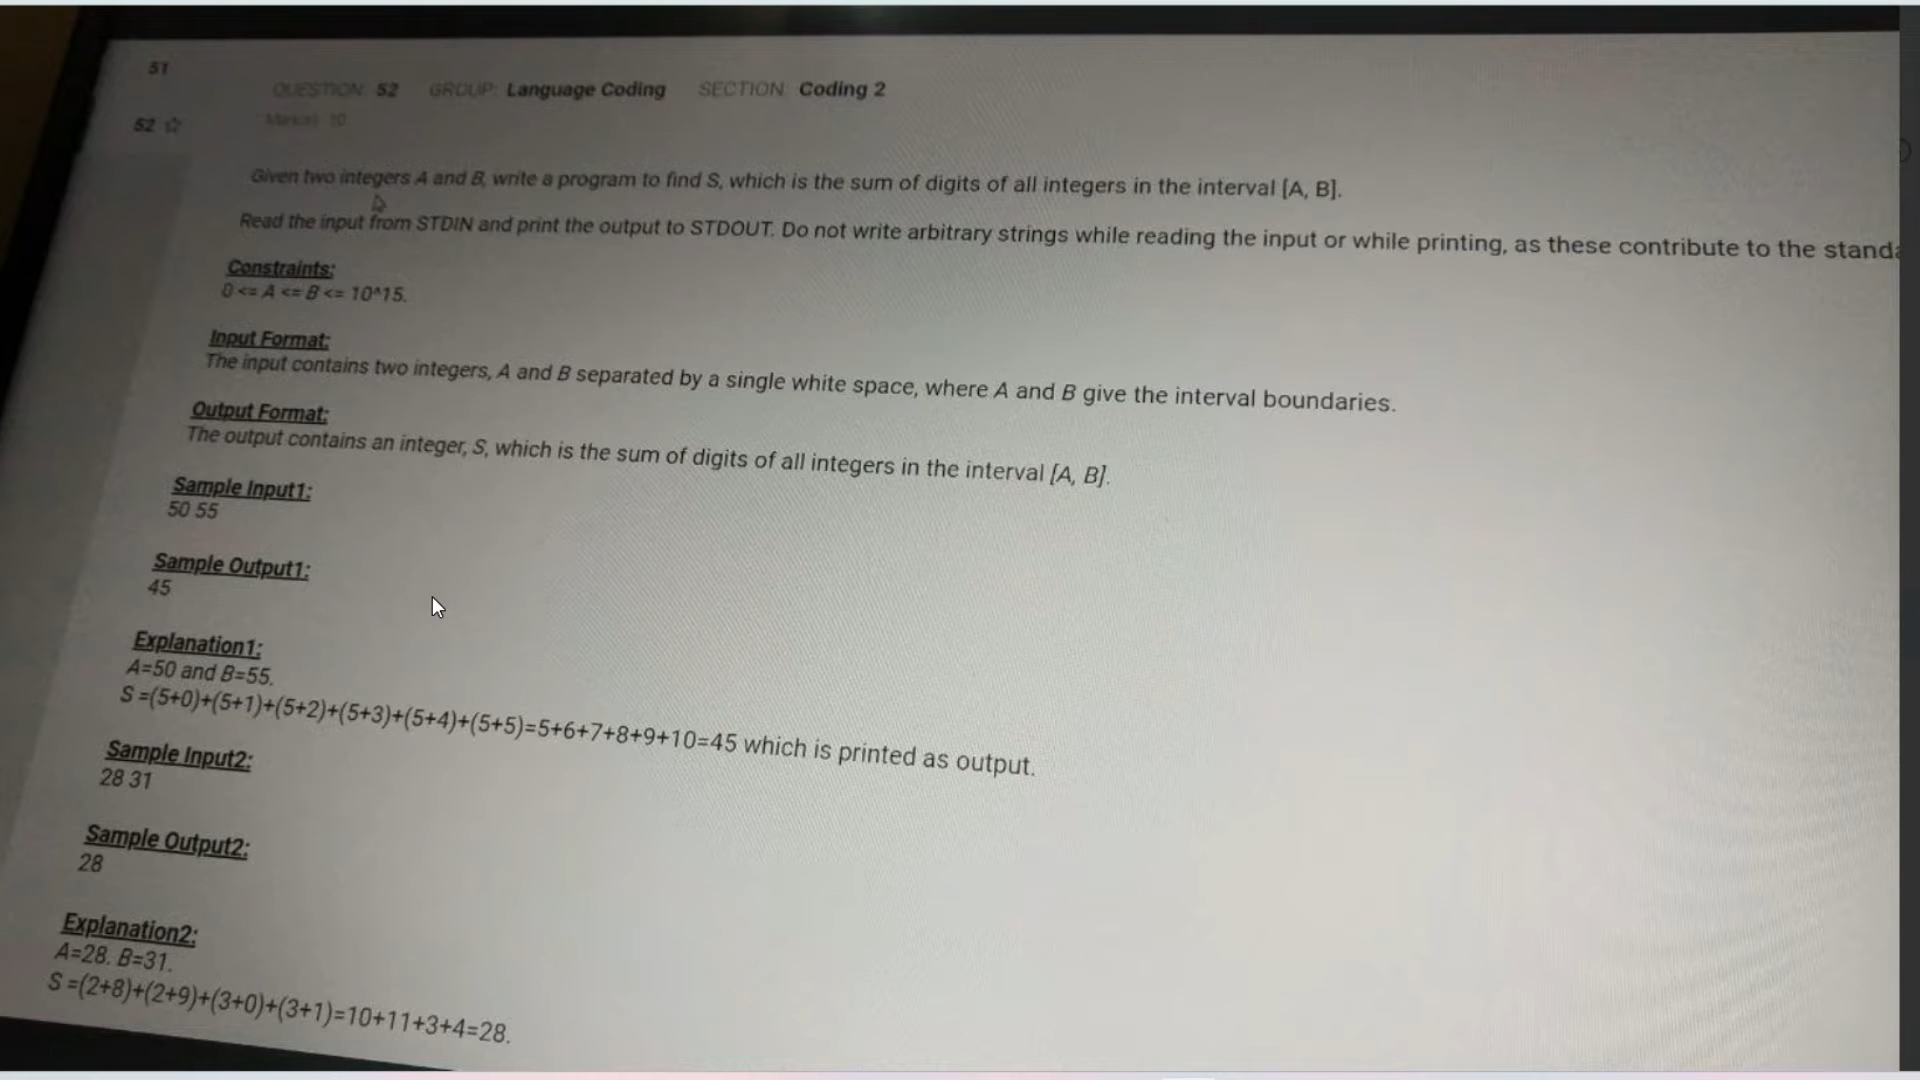 51
QUESTION: 52 GROUP: Language Coding SECTION: Coding 2
52 ☆
Mark(s): 10
Given two integers A and B, write a program to find S, which is the sum of digits of all integers in the interval [A, B].
Read the input from STDIN and print the output to STDOUT. Do not write arbitrary strings while reading the input or while printing, as these contribute to the standa
Constraints:
0 <= A <= B <= 10^15.
Input Format:
The input contains two integers, A and B separated by a single white space, where A and B give the interval boundaries.
Output Format:
The output contains an integer, S, which is the sum of digits of all integers in the interval [A, B].
Sample Input1:
50 55
Sample Output1:
45
Explanation1:
A=50 and B=55.
S =(5+0)+(5+1)+(5+2)+(5+3)+(5+4)+(5+5)=5+6+7+8+9+10=45 which is printed as output.
Sample Input2:
28 31
Sample Output2:
28
Explanation2:
A=28. B=31.
S =(2+8)+(2+9)+(3+0)+(3+1)=10+11+3+4=28.